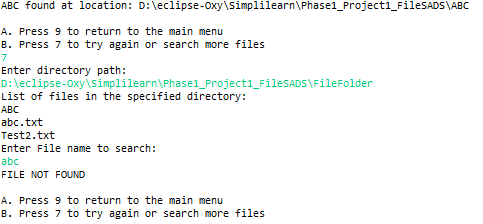 ABC found at location: D:\eclipse-Oxy\Simplilearn\Phase1_Project1_FileSADS\ABC
A. Press 9 to return to the main menu
B. Press 7 to try again or search more files
7
Enter directory path:
D:\eclipse-Oxy\Simplilearn\Phase1_Project1_FileSADS\FileFolder
List of files in the specified directory:
ABC
abc.txt
Test2.txt
Enter File name to search:
abc
FILE NOT FOUND
A. Press 9 to return to the main menu
B. Press 7 to try again or search more files